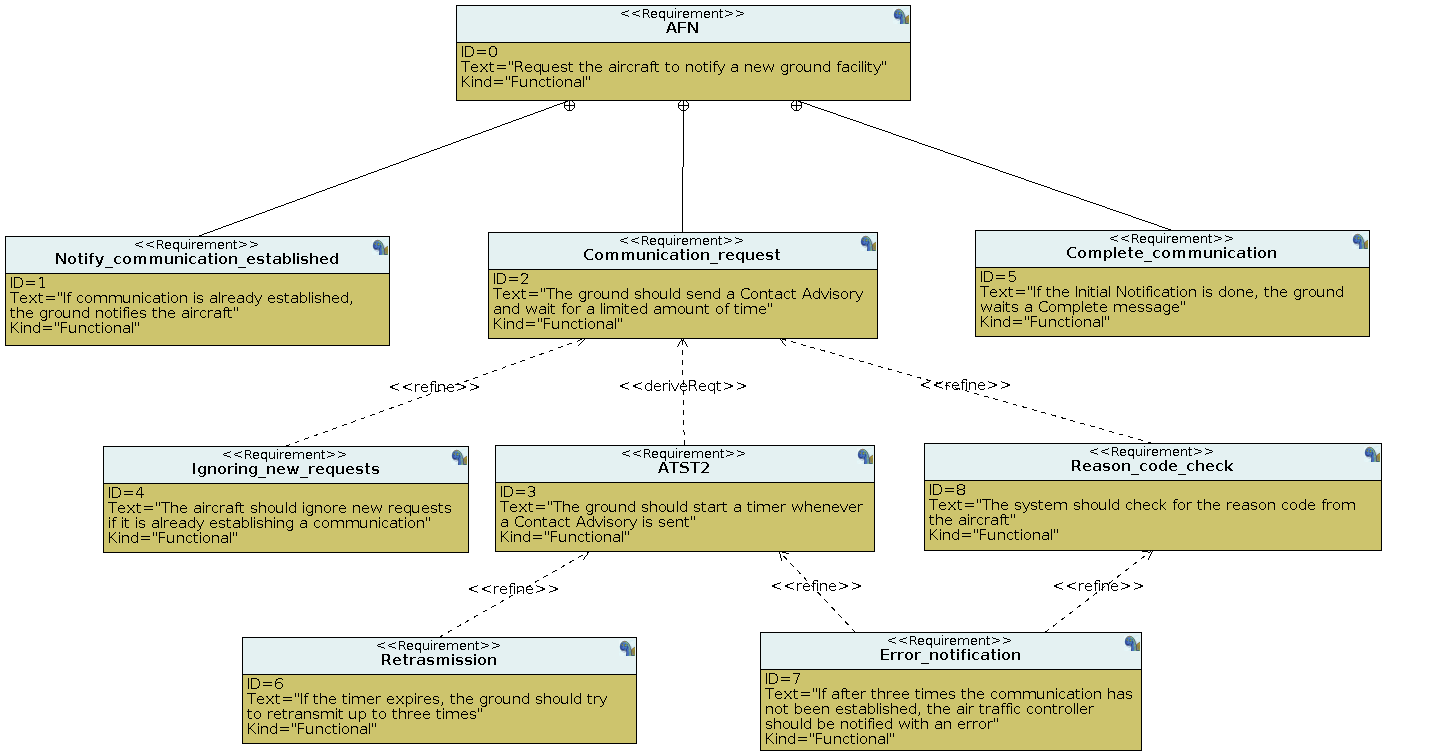 <<Requirement>>
AFN
ID=0
Text="Request the aircraft to notify a new ground facility"
Kind="Functional"
<<Requirement>>
Notify_communication_established
ID=1
Text="If communication is already established,
the ground notifies the aircraft"
Kind="Functional"
<<Requirement>>
Communication_request
ID=2
Text="The ground should send a Contact Advisory
and wait for a limited amount of time"
Kind="Functional"
<<Requirement>>
Complete_communication
ID=5
Text="If the Initial Notification is done, the ground
waits a Complete message"
Kind="Functional"
<<refine>>
<<deriveReqt>>
<<refine>>
<<Requirement>>
Ignoring_new_requests
ID=4
Text="The aircraft should ignore new requests
if it is already establishing a communication"
Kind="Functional"
<<Requirement>>
ATST2
ID=3
Text="The ground should start a timer whenever
a Contact Advisory is sent"
Kind="Functional"
<<Requirement>>
Reason_code_check
ID=8
Text="The system should check for the reason code from
the aircraft"
Kind="Functional"
<<refine>>
<<refine>>
<<refine>>
<<Requirement>>
Retrasmission
ID=6
Text="If the timer expires, the ground should try
to retransmit up to three times"
Kind="Functional"
<<Requirement>>
Error_notification
ID=7
Text="If after three times the communication has
not been established, the air traffic controller
should be notified with an error"
Kind="Functional"